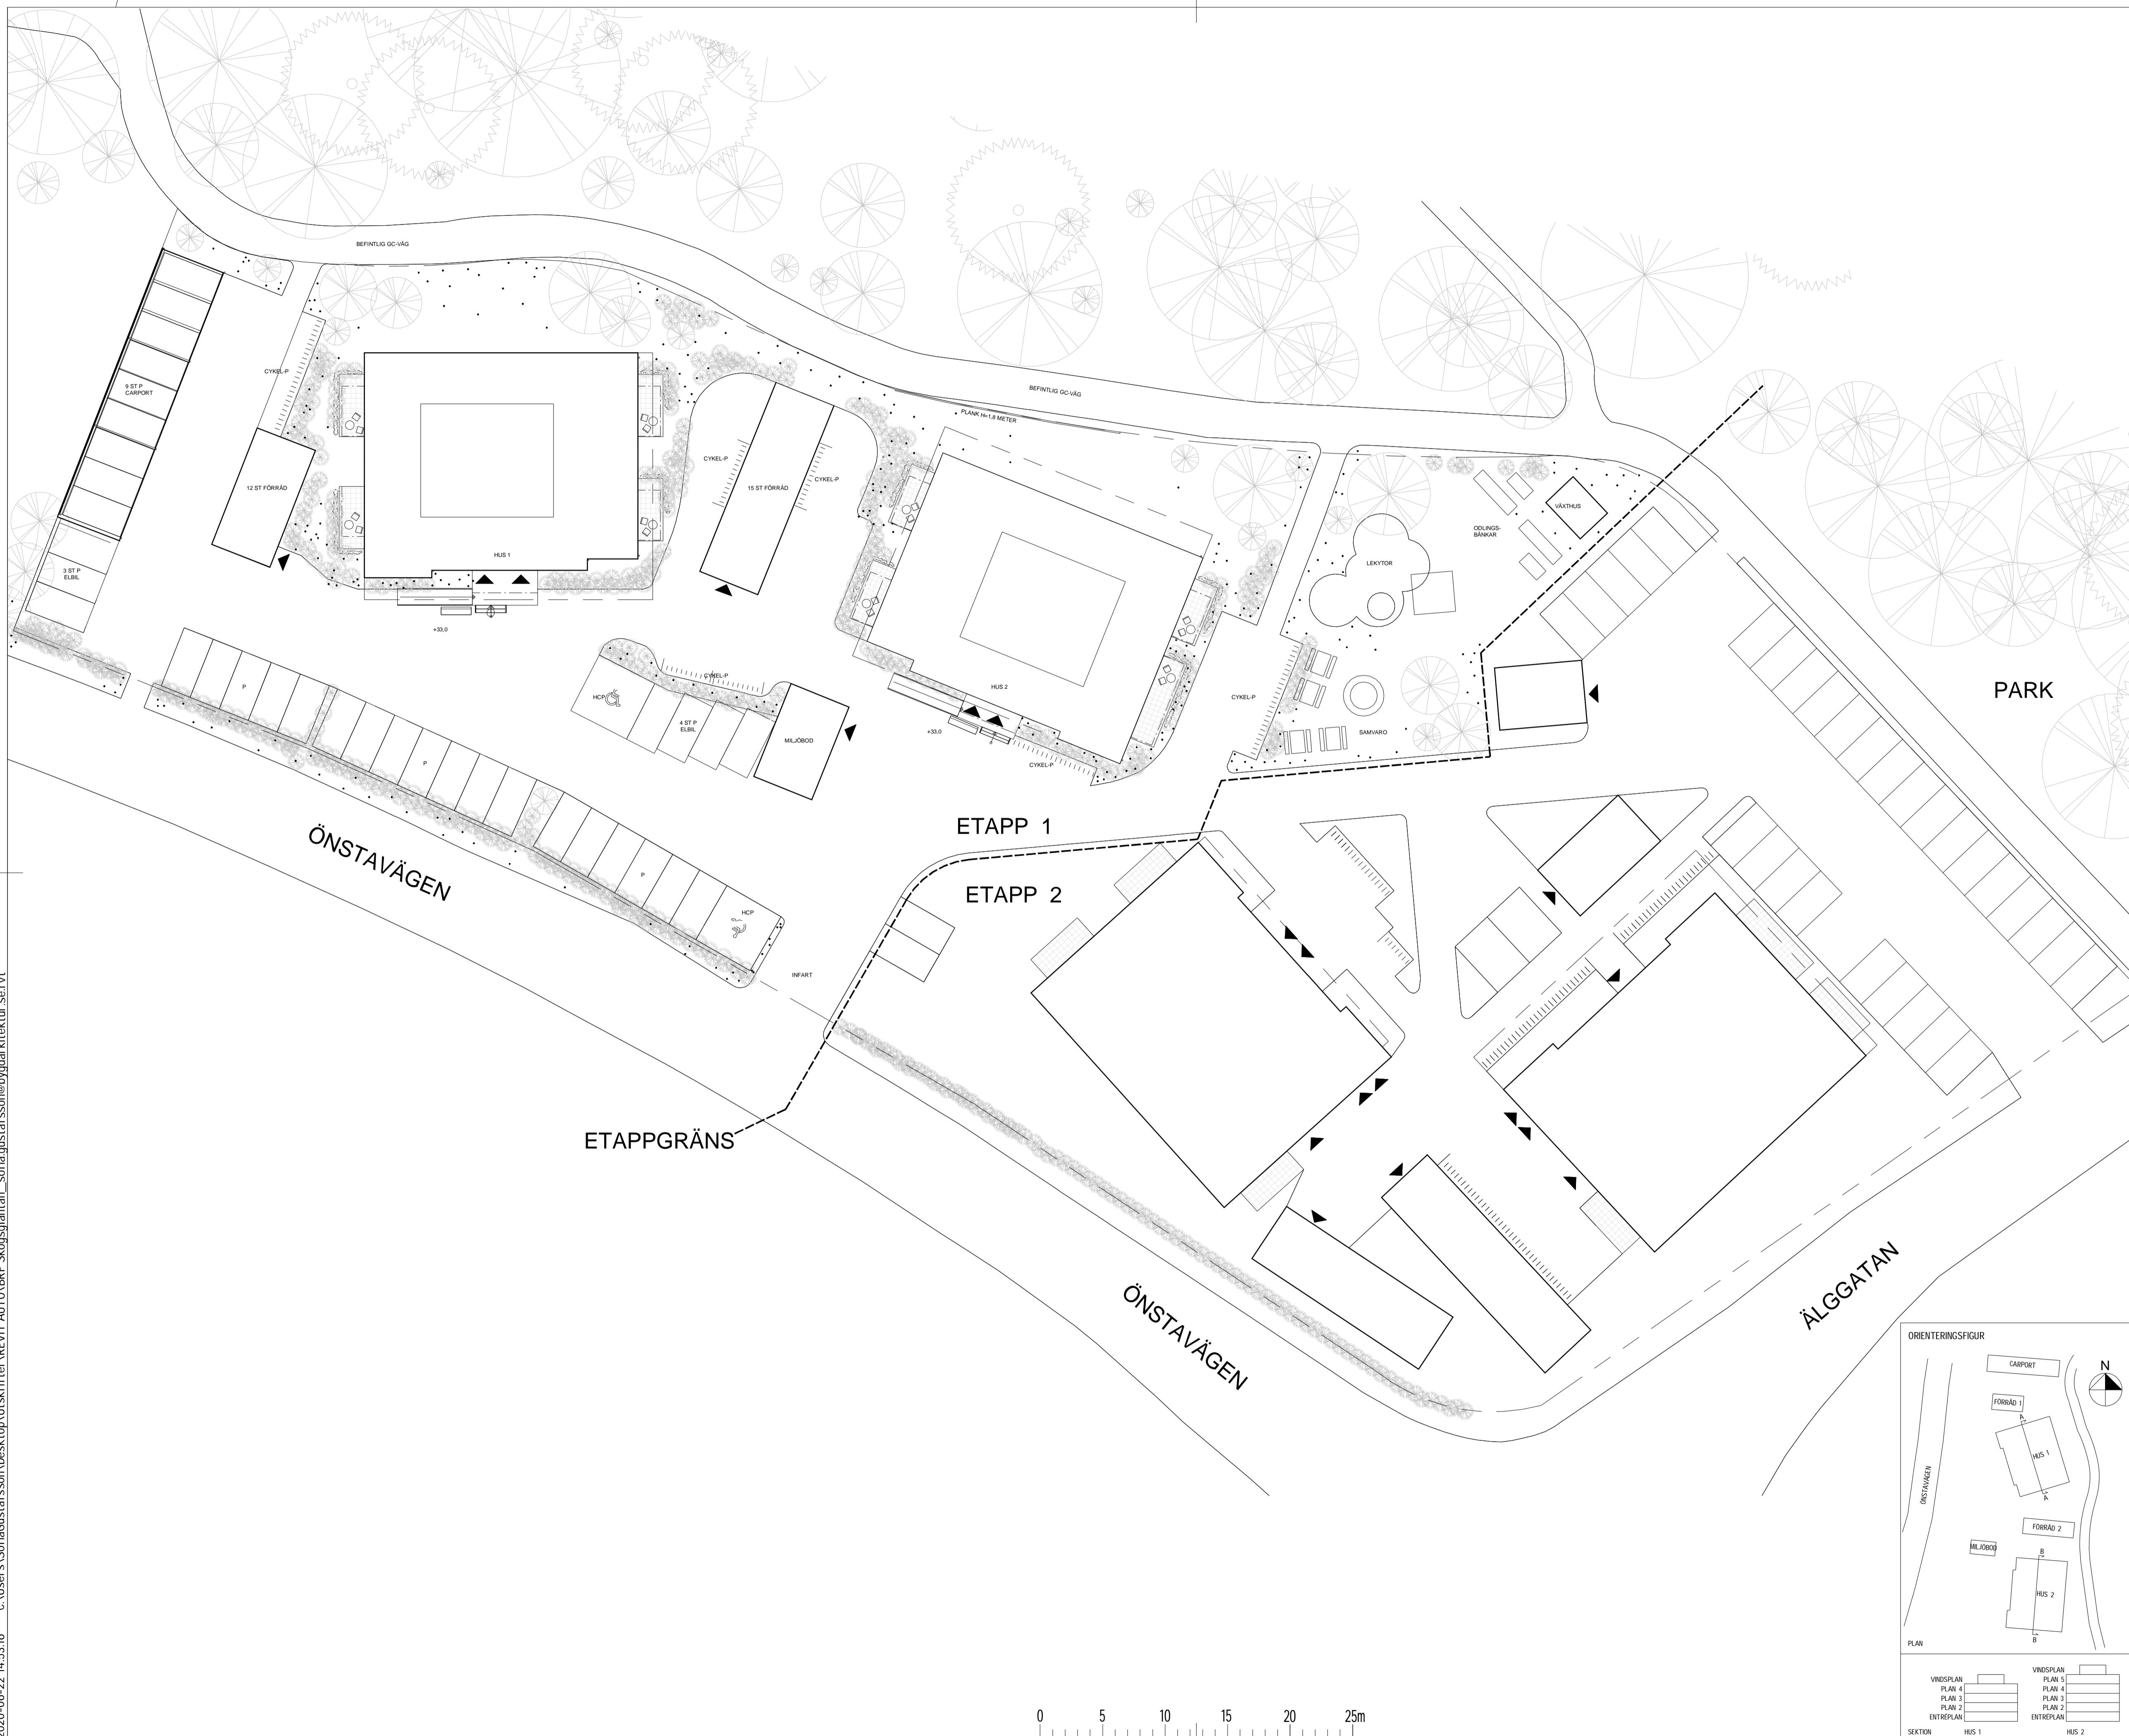 BEFINTLIG GC-VÄG
BEFINTLIG GC-VÄG
PLANK H=1,8 METER
9 ST P
CARPORT
CYKEL-P
12 ST FÖRRÅD
3 ST P
ELBIL
HUS 1
+33,0
CYKEL-P
15 ST FÖRRÅD
CYKEL-P
HUS 2
+33,0
CYKEL-P
LEKYTOR
ODLINGS-
BÄNKAR
VÄXTHUS
CYKEL-P
SAMVARO
PARK
P
P
P
HCP
HCP
CYKEL-P
4 ST P
ELBIL
MILJÖBOD
INFART
ÖNSTAVÄGEN
ETAPP 1
ETAPP 2
ETAPPGRÄNS
ÖNSTAVÄGEN
ÄLGGATAN
ORIENTERINGSFIGUR
N
CARPORT
FÖRRÅD 1
A
HUS 1
A
ÖNSTAVÄGEN
FÖRRÅD 2
MILJÖBOD
B
HUS 2
B
PLAN
VINDSPLAN
PLAN 4
PLAN 3
PLAN 2
ENTRÉPLAN
VINDSPLAN
PLAN 5
PLAN 4
PLAN 3
PLAN 2
ENTRÉPLAN
SEKTION
HUS 1
HUS 2
0 5 10 15 20 25m